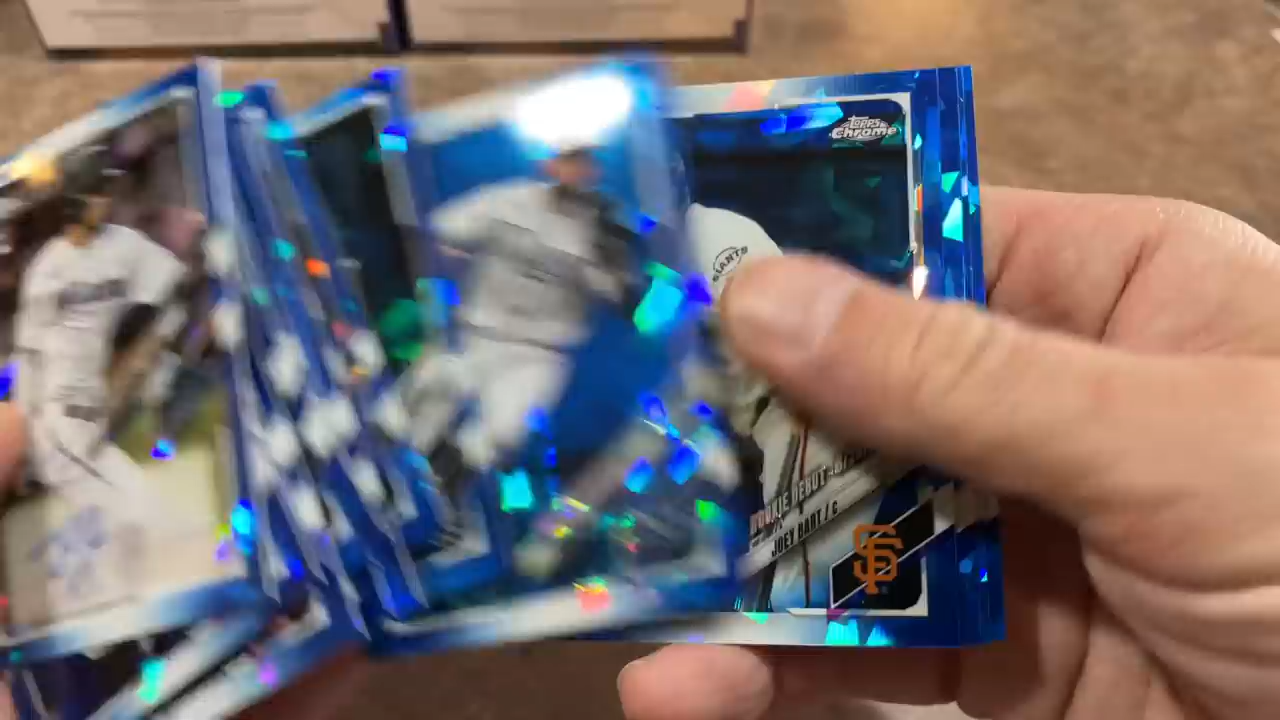 TOPPS
Chrome
GIANTS
ROOKIE DEBUT
JOEY BART / C
SF